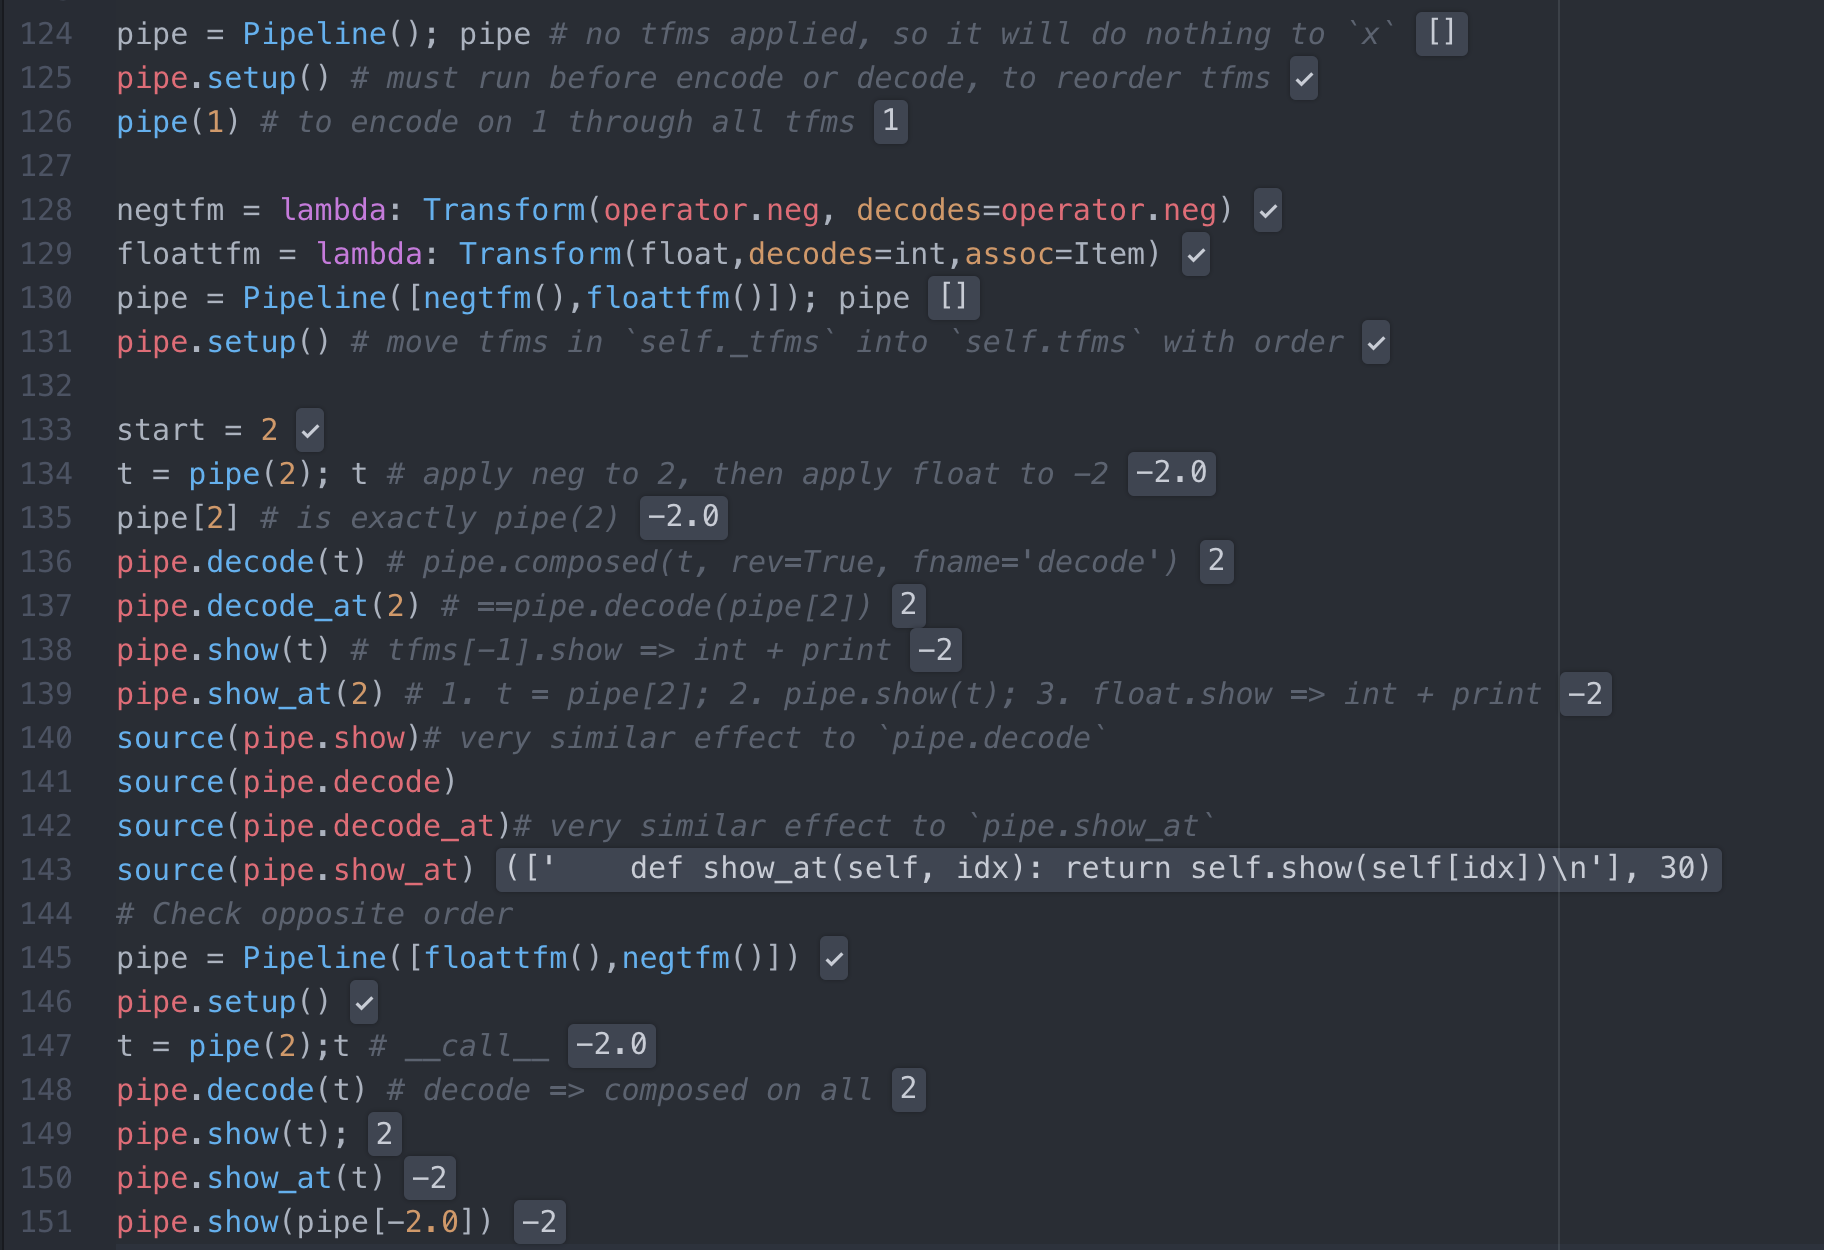 124 pipe = Pipeline(); pipe # no tfms applied, so it will do nothing to `x` []
125 pipe.setup() # must run before encode or decode, to reorder tfms ✓
126 pipe(1) # to encode on 1 through all tfms 1
127
128 negtfm = lambda: Transform(operator.neg, decodes=operator.neg) ✓
129 floattfm = lambda: Transform(float,decodes=int,assoc=Item) ✓
130 pipe = Pipeline([negtfm(),floattfm()]); pipe []
131 pipe.setup() # move tfms in `self._tfms` into `self.tfms` with order ✓
132
133 start = 2 ✓
134 t = pipe(2); t # apply neg to 2, then apply float to -2 -2.0
135 pipe[2] # is exactly pipe(2) -2.0
136 pipe.decode(t) # pipe.composed(t, rev=True, fname='decode') 2
137 pipe.decode_at(2) # ==pipe.decode(pipe[2]) 2
138 pipe.show(t) # tfms[-1].show => int + print -2
139 pipe.show_at(2) # 1. t = pipe[2]; 2. pipe.show(t); 3. float.show => int + print -2
140 source(pipe.show)# very similar effect to `pipe.decode`
141 source(pipe.decode)
142 source(pipe.decode_at)# very similar effect to `pipe.show_at`
143 source(pipe.show_at) (['    def show_at(self, idx): return self.show(self[idx])\n'], 30)
144 # Check opposite order
145 pipe = Pipeline([floattfm(),negtfm()]) ✓
146 pipe.setup() ✓
147 t = pipe(2);t # __call__ -2.0
148 pipe.decode(t) # decode => composed on all 2
149 pipe.show(t); 2
150 pipe.show_at(t) -2
151 pipe.show(pipe[-2.0]) -2